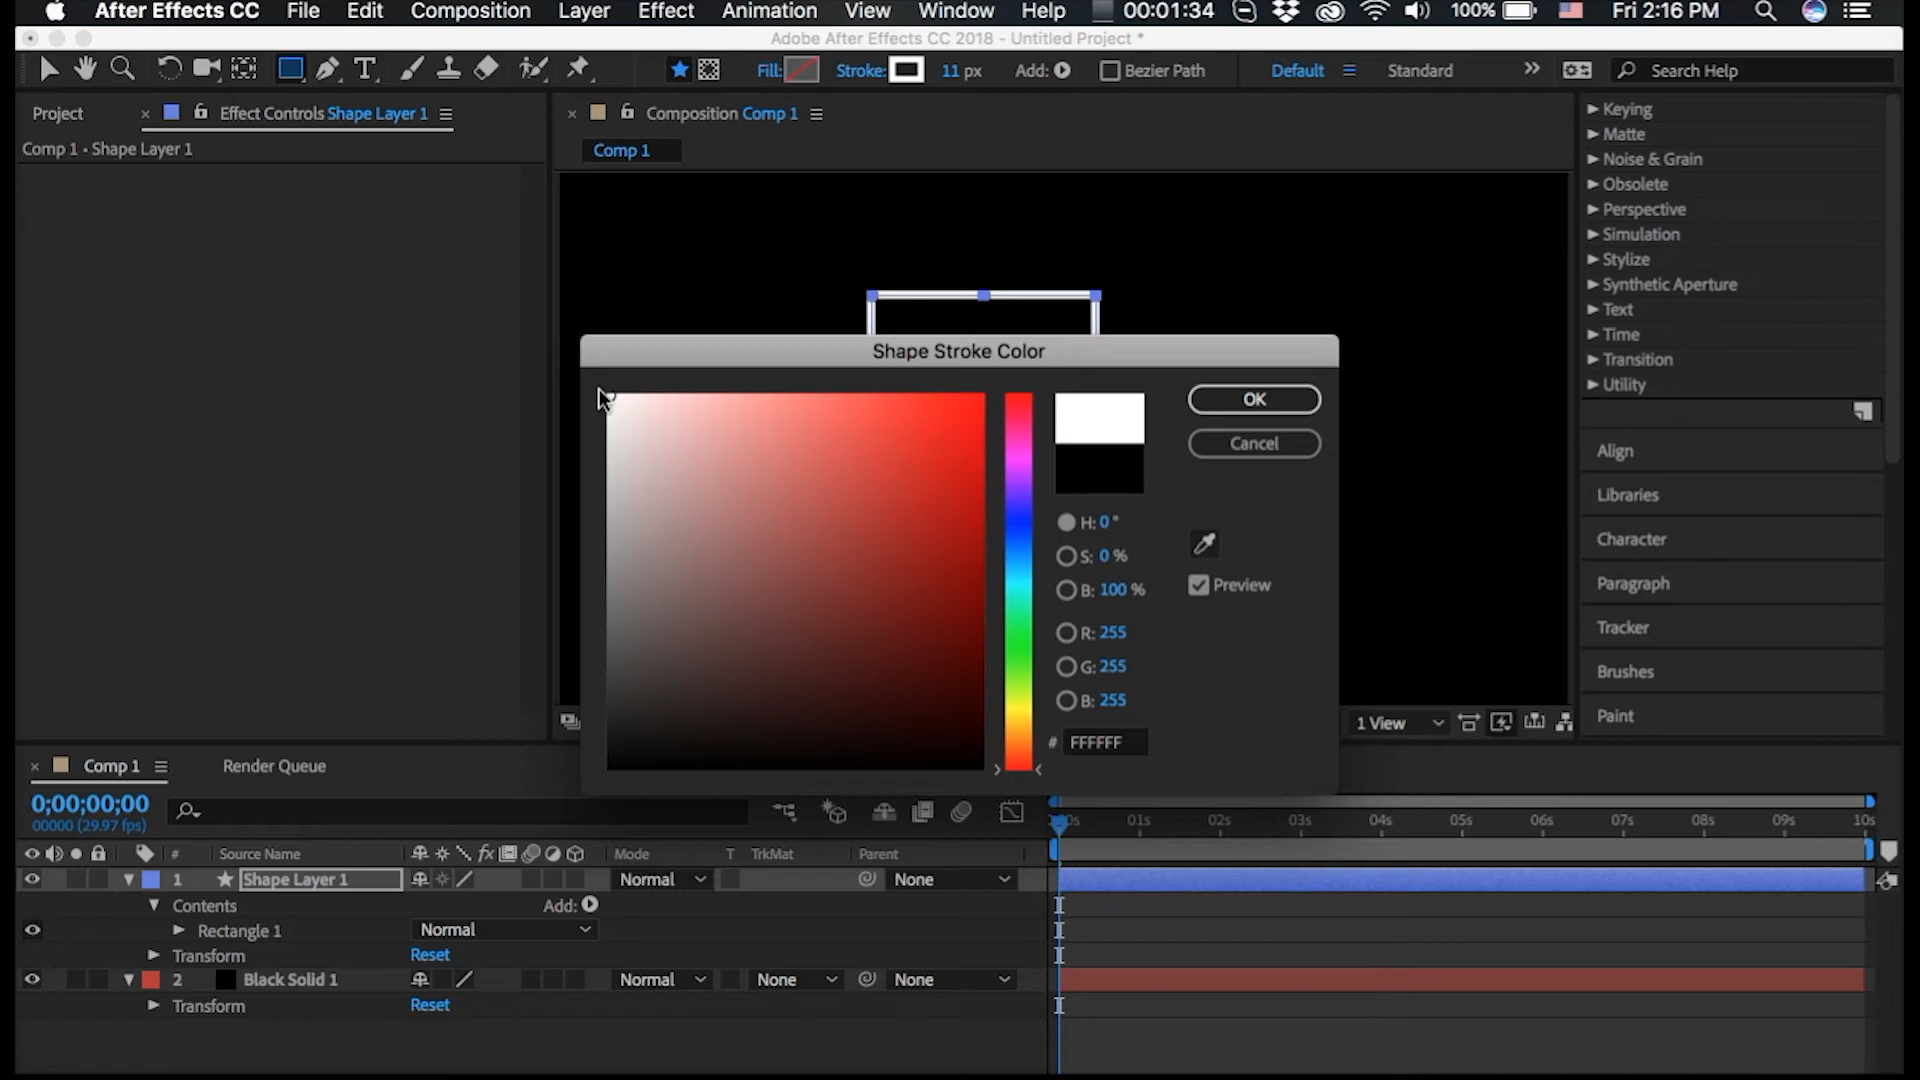 After Effects CC File Edit Composition Layer Effect Animation View Window Help 00:01:34 100% Fri 2:16 PM
Adobe After Effects CC 2018 - Untitled Project *
T Fill: Stroke: 11 px Add: Bezier Path Default Standard Search Help
Project Effect Controls Shape Layer 1 Composition Comp 1
Comp 1 • Shape Layer 1
Comp 1
Keying
Matte
Noise & Grain
Obsolete
Perspective
Simulation
Stylize
Synthetic Aperture
Text
Time
Transition
Utility
Align
Libraries
Character
Paragraph
Tracker
Brushes
Paint
Shape Stroke Color
OK
Cancel
H: 0 °
S: 0 %
B: 100 %
Preview
R: 255
G: 255
B: 255
# FFFFFF
1 View
Comp 1 Render Queue
0;00;00;00
00000 (29.97 fps)
01s 02s 03s 04s 05s 06s 07s 08s 09s 10s
# Source Name fx Mode T TrkMat Parent
1 Shape Layer 1 Normal None
Contents Add:
Rectangle 1 Normal
Transform Reset
2 Black Solid 1 Normal None None
Transform Reset